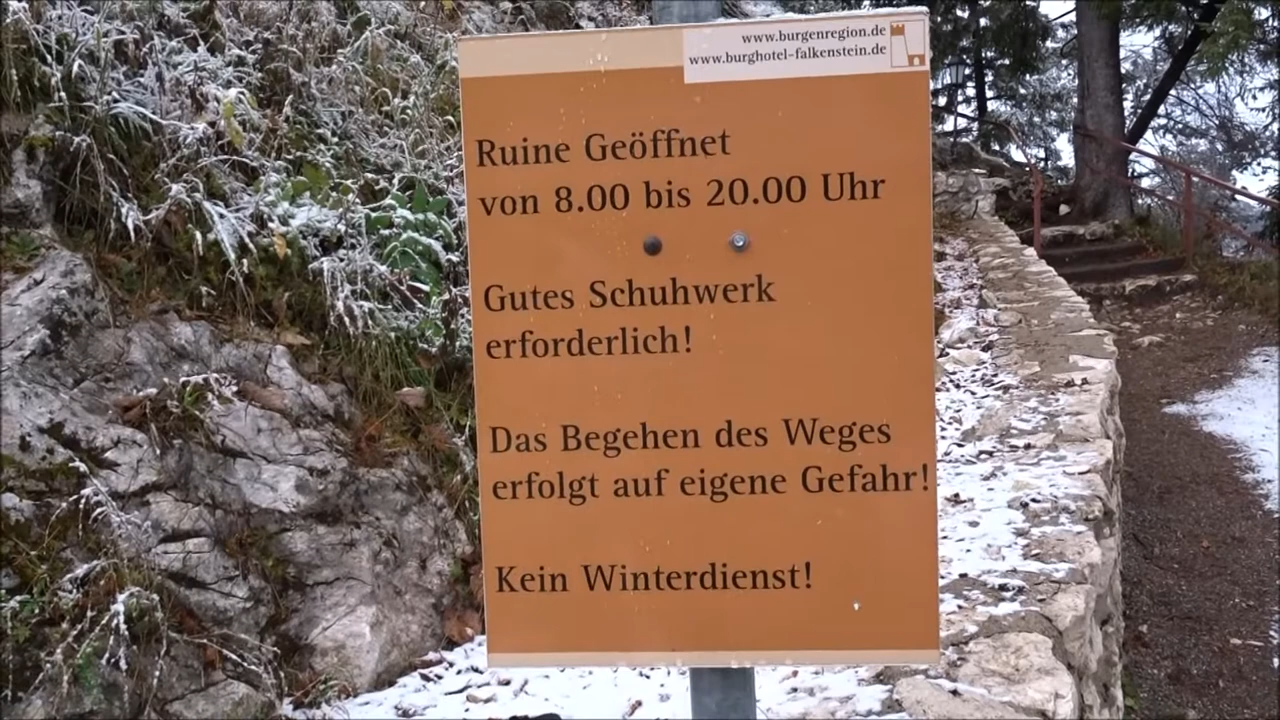 www.burgenregion.de
www.burghotel-falkenstein.de
Ruine Geöffnet
von 8.00 bis 20.00 Uhr
Gutes Schuhwerk
erforderlich!
Das Begehen des Weges
erfolgt auf eigene Gefahr!
Kein Winterdienst!